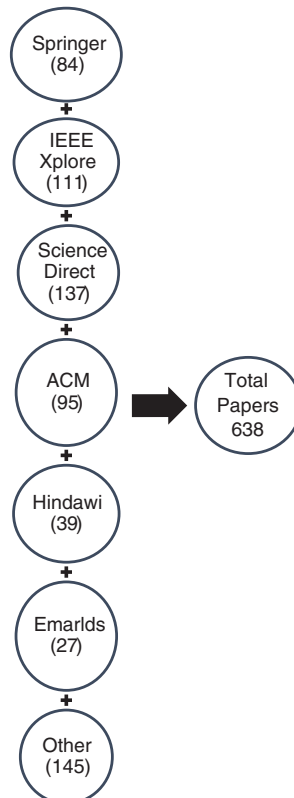 Springer
(84)
+
IEEE
Xplore
(111)
+
Science
Direct
(137)
+
ACM
(95)
+
Hindawi
(39)
+
Emarlds
(27)
+
Other
(145)
Total
Papers
638